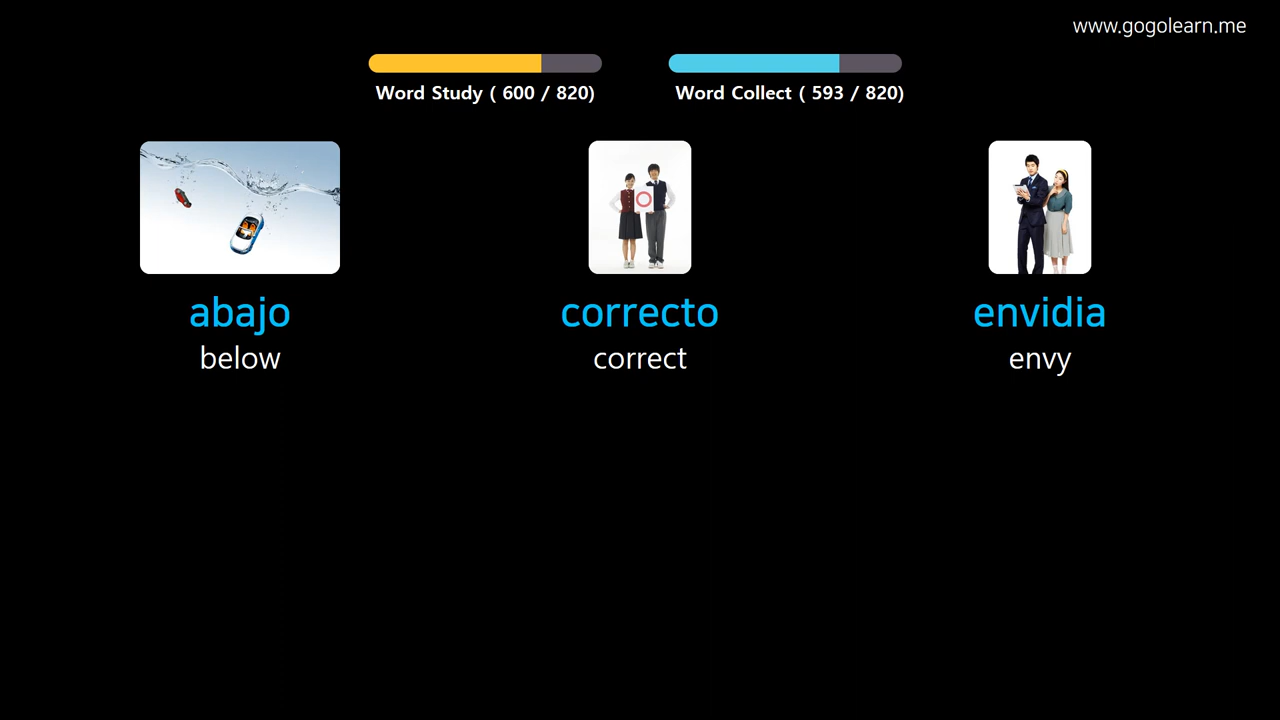 www.gogolearn.me
Word Study ( 600 / 820)
Word Collect ( 593 / 820)
abajo
below
correcto
correct
envidia
envy